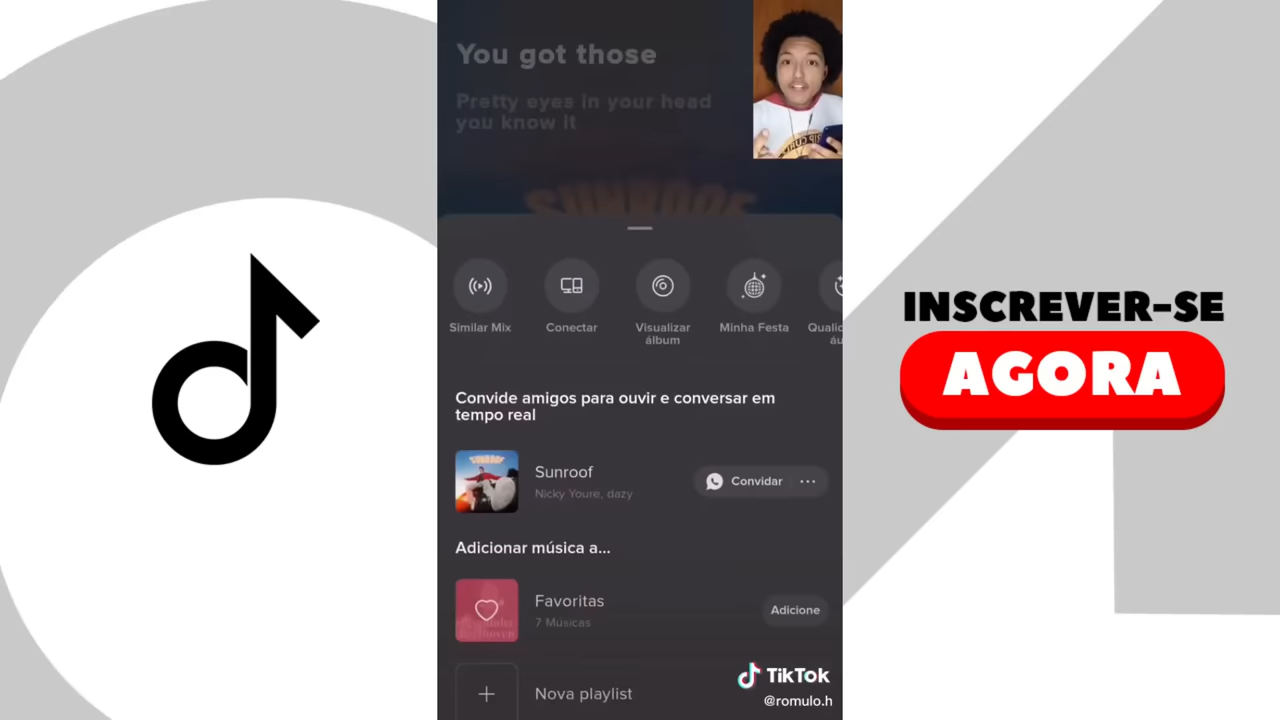 You got those
Pretty eyes in your head
you know it
SUNROOF
Similar Mix
Conectar
Visualizar
álbum
Minha Festa
Convide amigos para ouvir e conversar em
tempo real
Sunroof
Nicky Youre, dazy
Convidar
Adicionar música a...
Favoritas
7 Músicas
Adicione
Nova playlist
TikTok
@romulo.h
INSCREVER-SE
AGORA